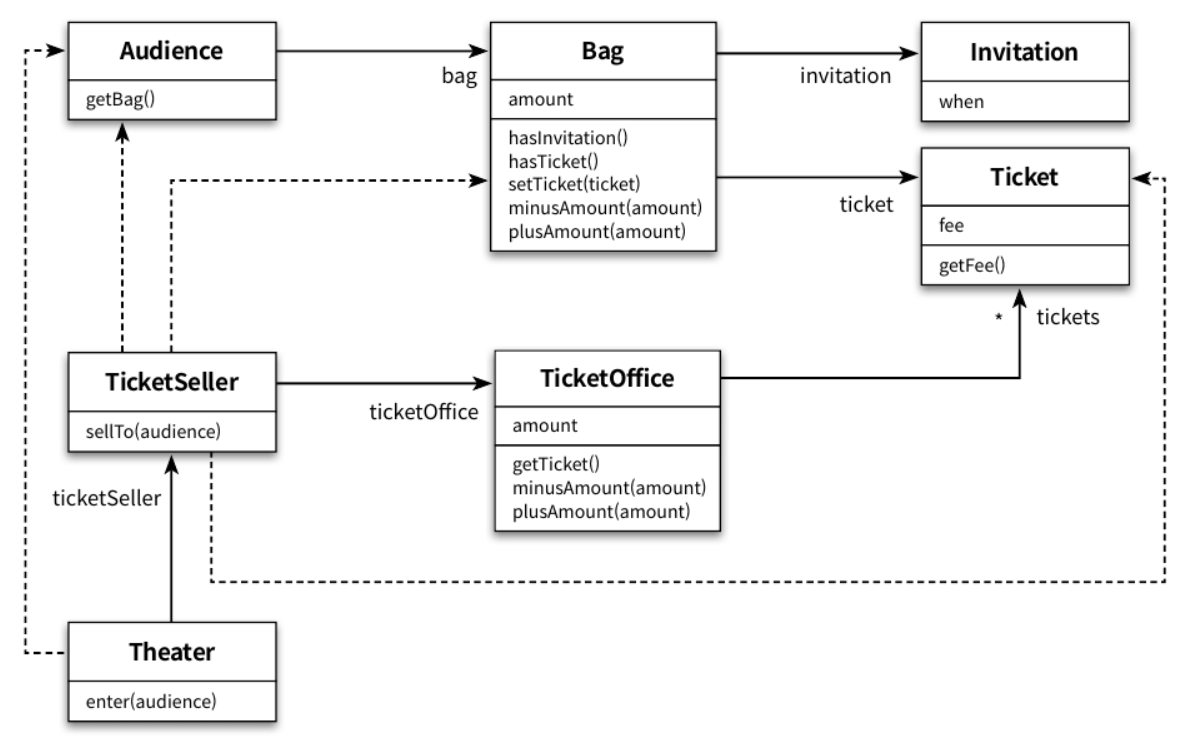 Audience
getBag()
bag
Bag
amount
hasInvitation()
hasTicket()
setTicket(ticket)
minusAmount(amount)
plusAmount(amount)
invitation
Invitation
when
ticket
Ticket
fee
getFee()
* tickets
TicketSeller
sellTo(audience)
ticketOffice
TicketOffice
amount
getTicket()
minusAmount(amount)
plusAmount(amount)
ticketSeller
Theater
enter(audience)